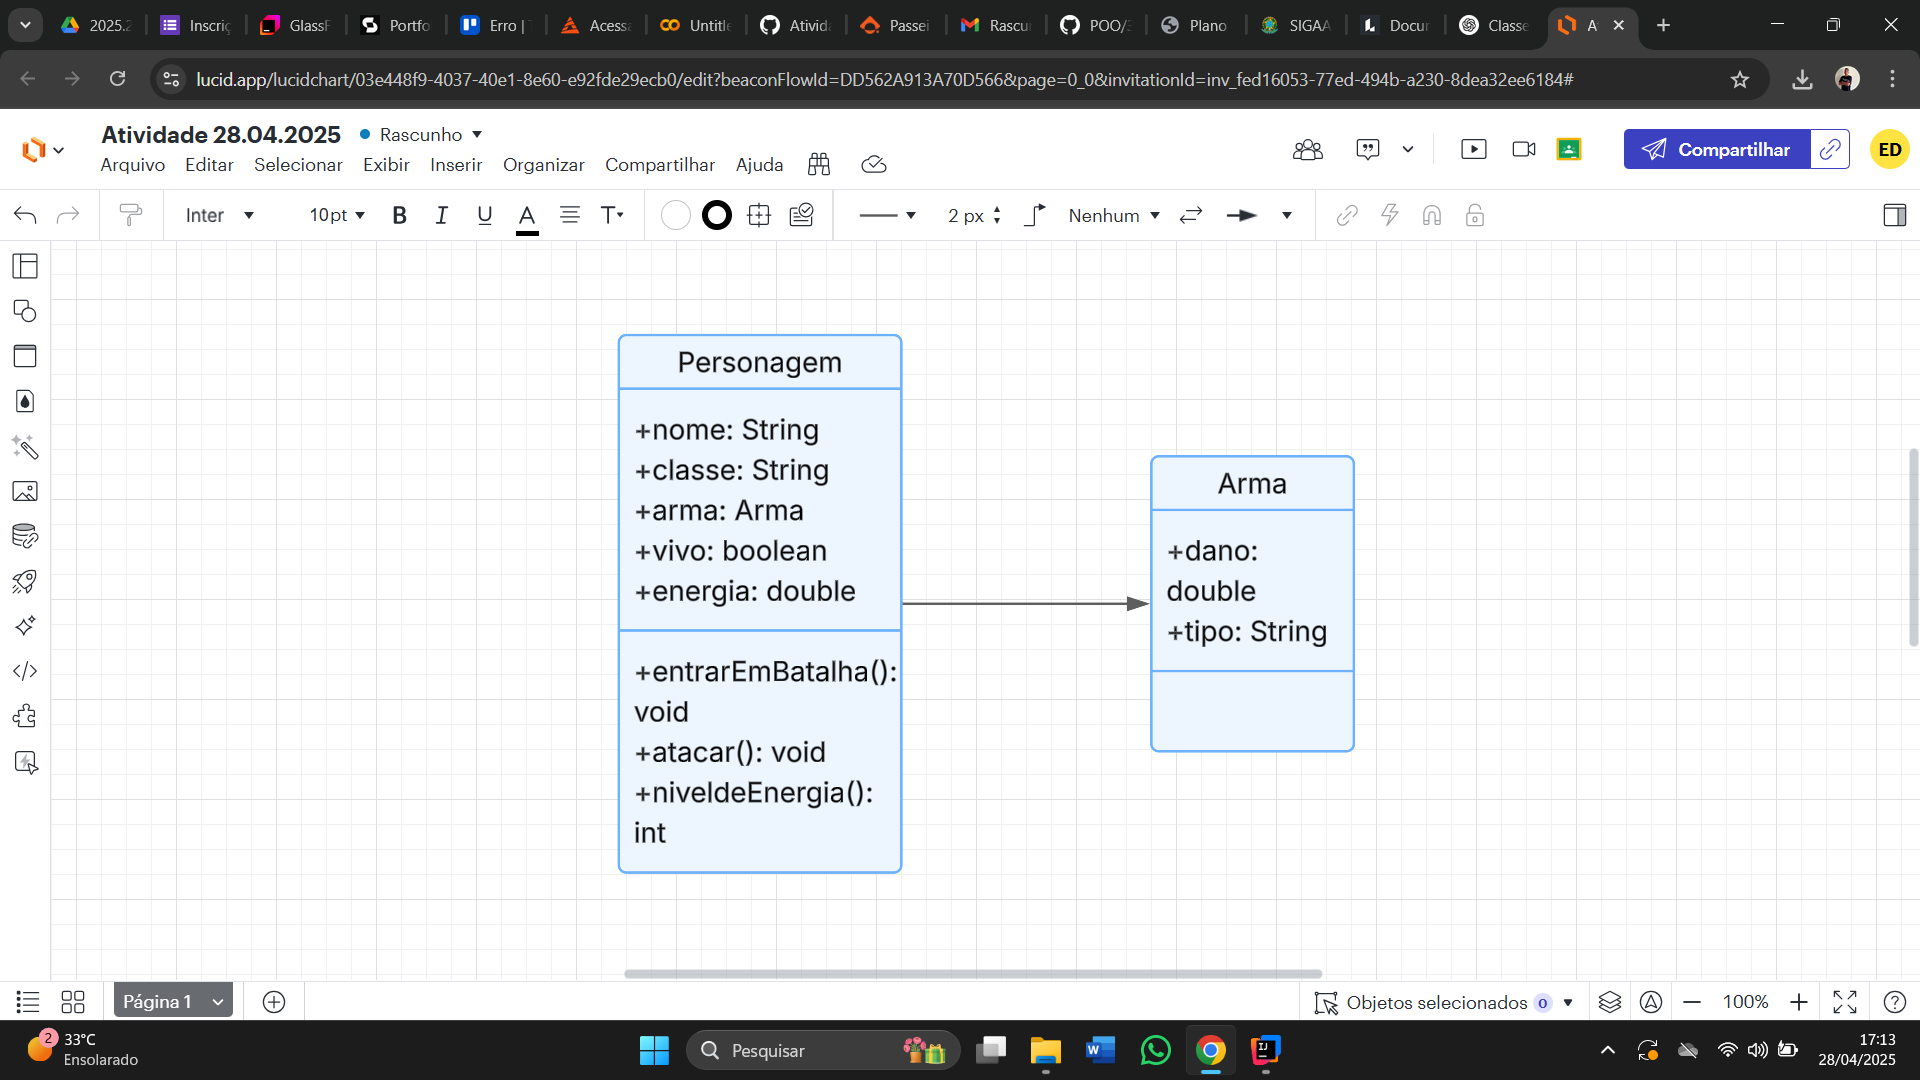 2025.2
Inscriç
GlassF
Portfo
Erro |
Acessa
Untitle
Ativida
Passei
Rascu
POO/3
Plano
SIGAA
Docur
Classe
A
lucid.app/lucidchart/03e448f9-4037-40e1-8e60-e92fde29ecb0/edit?beaconFlowId=DD562A913A70D566&page=0_0&invitationId=inv_fed16053-77ed-494b-a230-8dea32ee6184#
Atividade 28.04.2025
Rascunho
Arquivo Editar Selecionar Exibir Inserir Organizar Compartilhar Ajuda
Compartilhar
ED
Inter
10pt
B
I
U
A
T
2 px
Nenhum
Personagem
+nome: String
+classe: String
+arma: Arma
+vivo: boolean
+energia: double
+entrarEmBatalha():
void
+atacar(): void
+niveldeEnergia():
int
Arma
+dano:
double
+tipo: String
Página 1
Objetos selecionados 0
100%
2
33°C
Ensolarado
Pesquisar
17:13
28/04/2025